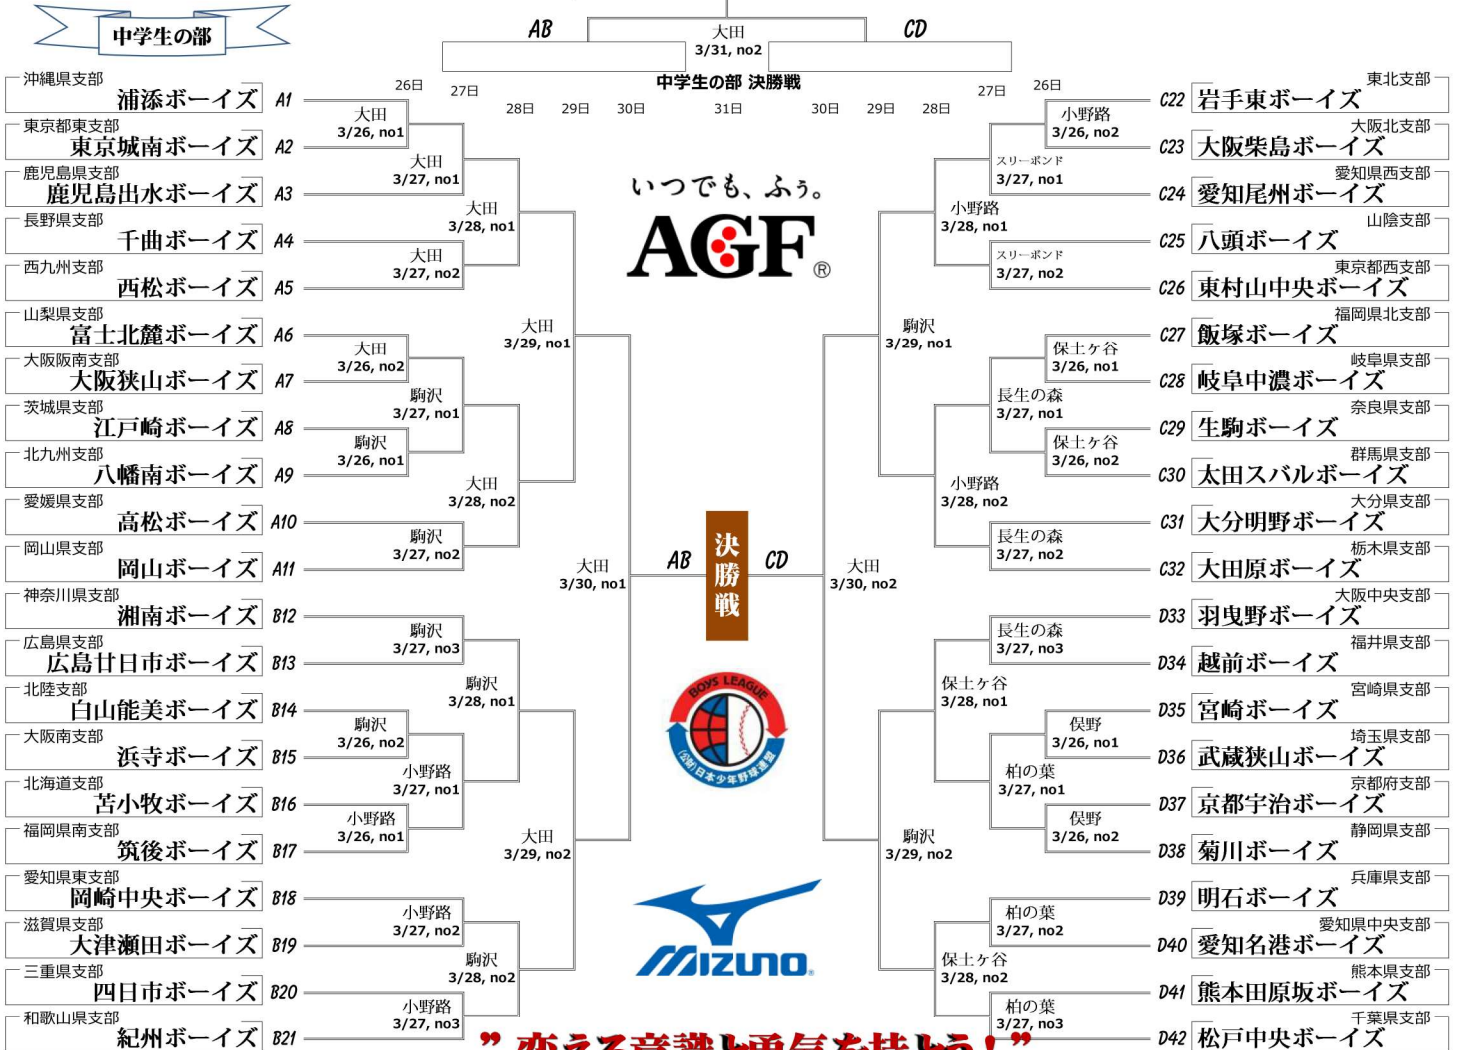 中学生の部
AB
大田
3/31, no2
CD
中学生の部 決勝戦
26日
27日
28日
29日
30日
31日
30日
29日
28日
27日
26日
沖縄県支部
浦添ボーイズ A1
東京都東支部
東京城南ボーイズ A2
鹿児島県支部
鹿児島出水ボーイズ A3
長野県支部
千曲ボーイズ A4
西九州支部
西松ボーイズ A5
山梨県支部
富士北麓ボーイズ A6
大阪阪南支部
大阪狭山ボーイズ A7
茨城県支部
江戸崎ボーイズ A8
北九州支部
八幡南ボーイズ A9
愛媛県支部
高松ボーイズ A10
岡山県支部
岡山ボーイズ A11
神奈川県支部
湘南ボーイズ B12
広島県支部
広島廿日市ボーイズ B13
北陸支部
白山能美ボーイズ B14
大阪南支部
浜寺ボーイズ B15
北海道支部
苫小牧ボーイズ B16
福岡県南支部
筑後ボーイズ B17
愛知県東支部
岡崎中央ボーイズ B18
滋賀県支部
大津瀬田ボーイズ B19
三重県支部
四日市ボーイズ B20
和歌山県支部
紀州ボーイズ B21
大田
3/26, no1
大田
3/27, no1
大田
3/28, no1
大田
3/27, no2
大田
3/29, no1
大田
3/26, no2
駒沢
3/27, no1
駒沢
3/26, no1
大田
3/28, no2
駒沢
3/27, no2
大田
3/30, no1
駒沢
3/27, no3
駒沢
3/28, no1
駒沢
3/26, no2
小野路
3/27, no1
小野路
3/26, no1
大田
3/29, no2
小野路
3/27, no2
駒沢
3/28, no2
小野路
3/27, no3
いつでも、ふぅ。
AGF®
AB
決勝戦
CD
BOYS LEAGUE
(公財)日本少年野球連盟
MIZUNO
”変える意識と勇気を持とう!”
小野路
3/26, no2
スリーボンド
3/27, no1
小野路
3/28, no1
スリーボンド
3/27, no2
駒沢
3/29, no1
保土ヶ谷
3/26, no1
長生の森
3/27, no1
保土ヶ谷
3/26, no2
小野路
3/28, no2
長生の森
3/27, no2
大田
3/30, no2
長生の森
3/27, no3
保土ヶ谷
3/28, no1
俣野
3/26, no1
柏の葉
3/27, no1
俣野
3/26, no2
駒沢
3/29, no2
柏の葉
3/27, no2
保土ヶ谷
3/28, no2
柏の葉
3/27, no3
東北支部
C22 岩手東ボーイズ
大阪北支部
C23 大阪柴島ボーイズ
愛知県西支部
C24 愛知尾州ボーイズ
山陰支部
C25 八頭ボーイズ
東京都西支部
C26 東村山中央ボーイズ
福岡県北支部
C27 飯塚ボーイズ
岐阜県支部
C28 岐阜中濃ボーイズ
奈良県支部
C29 生駒ボーイズ
群馬県支部
C30 太田スバルボーイズ
大分県支部
C31 大分明野ボーイズ
栃木県支部
C32 大田原ボーイズ
大阪中央支部
D33 羽曳野ボーイズ
福井県支部
D34 越前ボーイズ
宮崎県支部
D35 宮崎ボーイズ
埼玉県支部
D36 武蔵狭山ボーイズ
京都府支部
D37 京都宇治ボーイズ
静岡県支部
D38 菊川ボーイズ
兵庫県支部
D39 明石ボーイズ
愛知県中央支部
D40 愛知名港ボーイズ
熊本県支部
D41 熊本田原坂ボーイズ
千葉県支部
D42 松戸中央ボーイズ